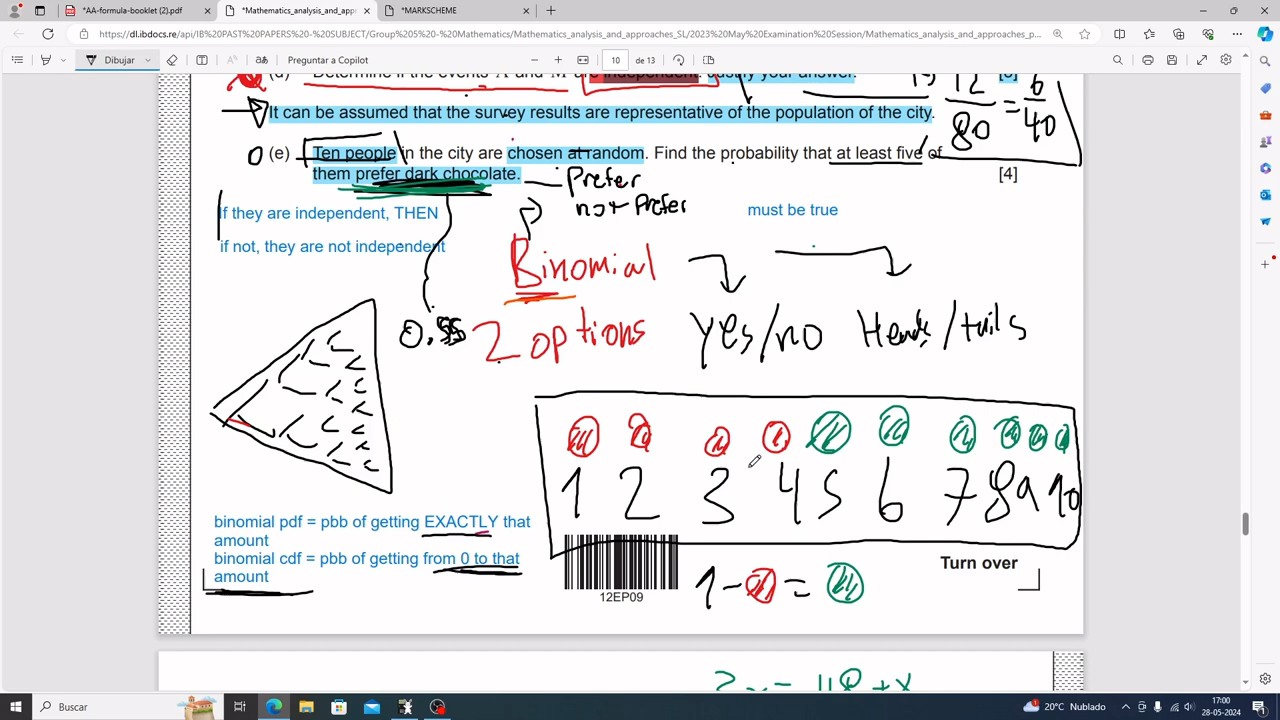 *AA-formula-booklet (2).pdf
*Mathematics_analysis_and_app
*MARKSCHEME
https://dl.ibdocs.re/api/IB%20PAST%20PAPERS%20-%20SUBJECT/Group%205%20-%20Mathematics/Mathematics_analysis_and_approaches_SL/2023%20May%20Examination%20Session/Mathematics_analysis_and_approaches_p...
Dibujar
Preguntar a Copilot
10
de 13
(d) Determine if the events and M are independent. Justify your answer. [3]
12/80 = 6/40
It can be assumed that the survey results are representative of the population of the city.
(e) Ten people in the city are chosen at random. Find the probability that at least five of
them prefer dark chocolate.
[4]
Prefer
not Prefer
If they are independent, THEN
must be true
if not, they are not independent
Binomial
0.55
2 options
yes/no
Heads/tails
1 2 3 4 5 6 7 8 9 10
binomial pdf = pbb of getting EXACTLY that
amount
binomial cdf = pbb of getting from 0 to that
amount
Turn over
12EP09
1 - =
Buscar
20°C Nublado
17:00
28-05-2024